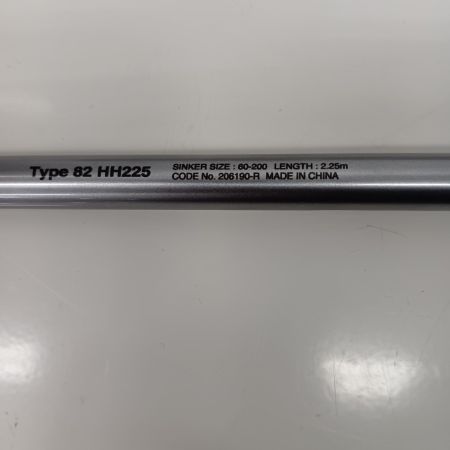 Type 82 HH225
SINKER SIZE : 60-200 LENGTH : 2.25m
CODE No. 206190-R MADE IN CHINA